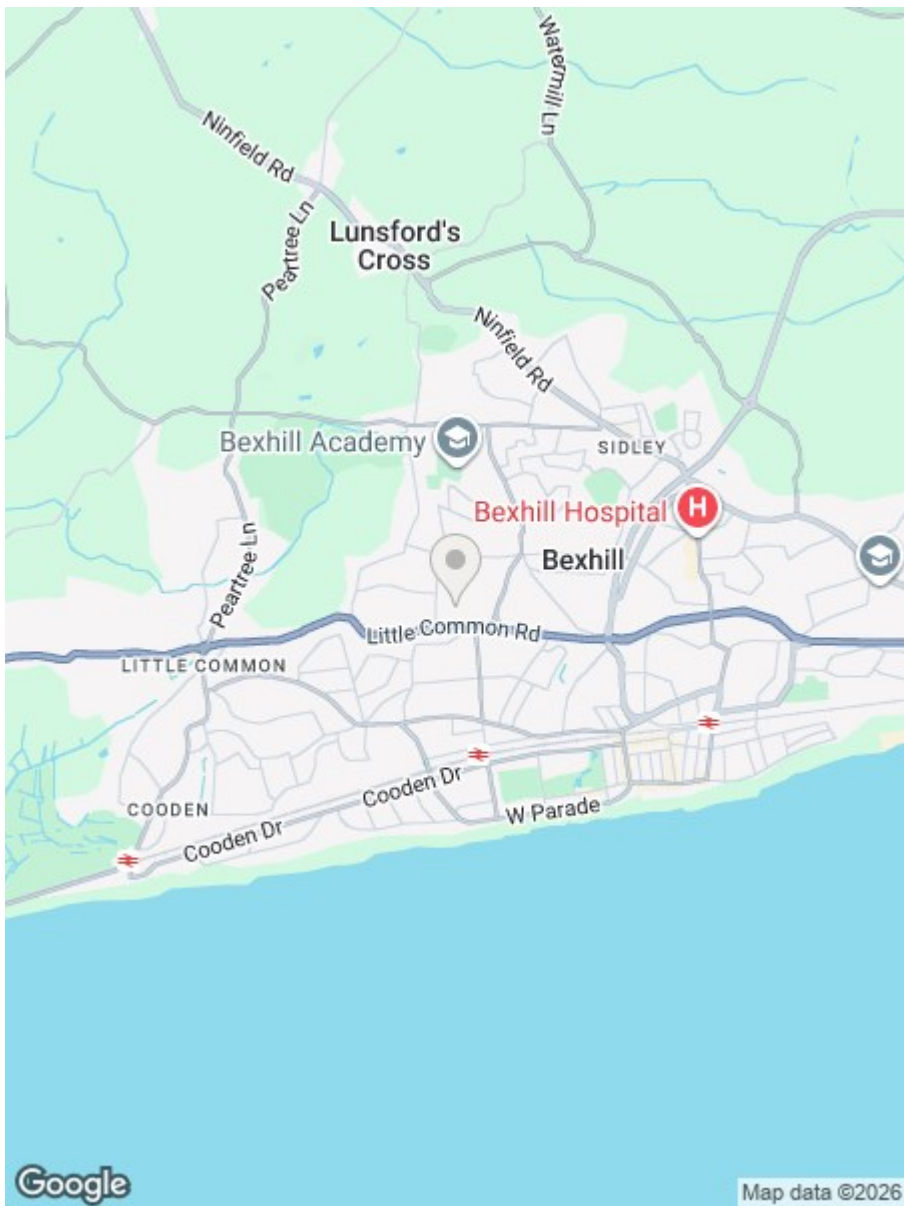 Watermill Ln
Ninfield Rd
Peartree Ln
Lunsford's
Cross
Ninfield Rd
Bexhill Academy
SIDLEY
Bexhill Hospital
H
Bexhill
Peartree Ln
Little Common Rd
LITTLE COMMON
Cooden Dr
W Parade
COODEN
Cooden Dr
Google
Map data ©2026